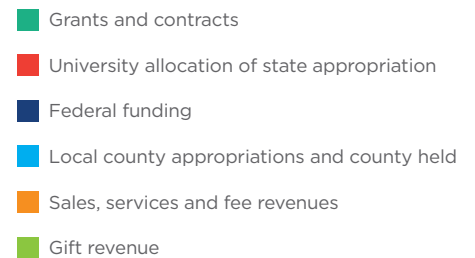 Grants and contracts
University allocation of state appropriation
Federal funding
Local county appropriations and county held
Sales, services and fee revenues
Gift revenue